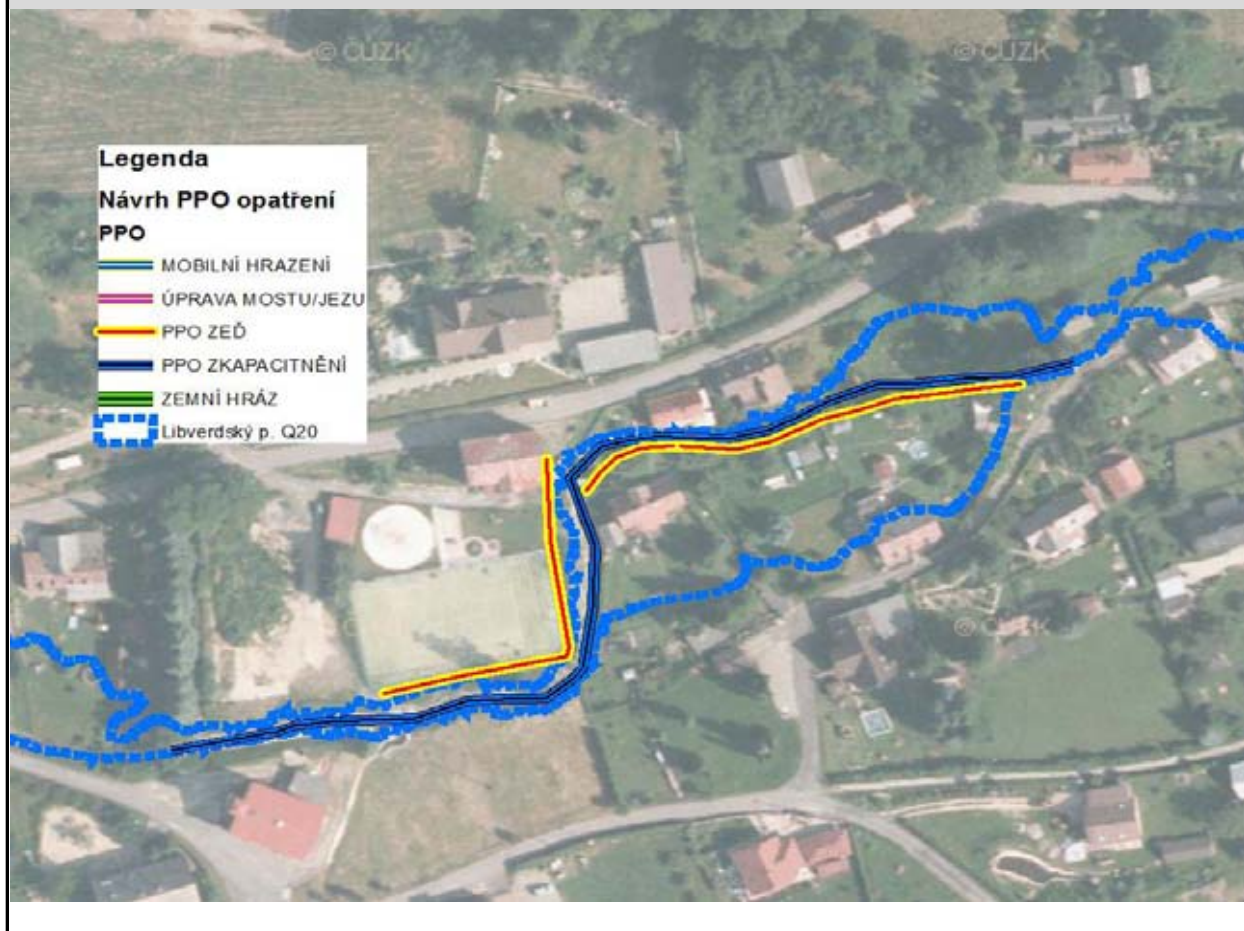 © ČÚZK
© ČÚZK
Legenda
Návrh PPO opatření
PPO
MOBILNÍ HRAZENÍ
ÚPRAVA MOSTU/JEZU
PPO ZEĎ
PPO ZKAPACITNĚNÍ
ZEMNÍ HRÁZ
Libverdský p. Q20
© ČÚZK